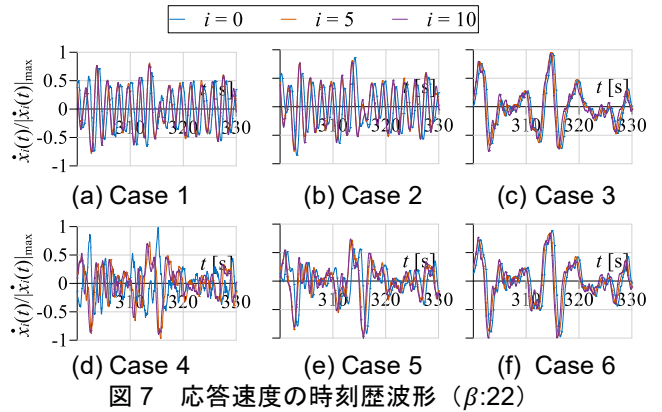 i = 0 i = 5 i = 10
ẋi(t)/|ẋi(t)|max
1
0.5
0
-0.5
-1
t [s]
310 320 330
(a) Case 1
t [s]
310 320 330
(b) Case 2
t [s]
310 320 330
(c) Case 3
ẋi(t)/|ẋi(t)|max
1
0.5
0
-0.5
-1
t [s]
310 320 330
(d) Case 4
t [s]
310 320 330
(e) Case 5
t [s]
310 320 330
(f) Case 6
図 7 応答速度の時刻歴波形（β:22）